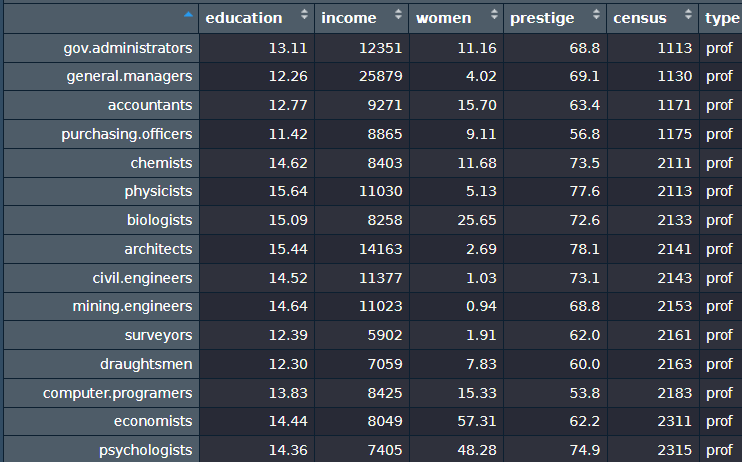 education income women prestige census type
gov.administrators 13.11 12351 11.16 68.8 1113 prof
general.managers 12.26 25879 4.02 69.1 1130 prof
accountants 12.77 9271 15.70 63.4 1171 prof
purchasing.officers 11.42 8865 9.11 56.8 1175 prof
chemists 14.62 8403 11.68 73.5 2111 prof
physicists 15.64 11030 5.13 77.6 2113 prof
biologists 15.09 8258 25.65 72.6 2133 prof
architects 15.44 14163 2.69 78.1 2141 prof
civil.engineers 14.52 11377 1.03 73.1 2143 prof
mining.engineers 14.64 11023 0.94 68.8 2153 prof
surveyors 12.39 5902 1.91 62.0 2161 prof
draughtsmen 12.30 7059 7.83 60.0 2163 prof
computer.programers 13.83 8425 15.33 53.8 2183 prof
economists 14.44 8049 57.31 62.2 2311 prof
psychologists 14.36 7405 48.28 74.9 2315 prof